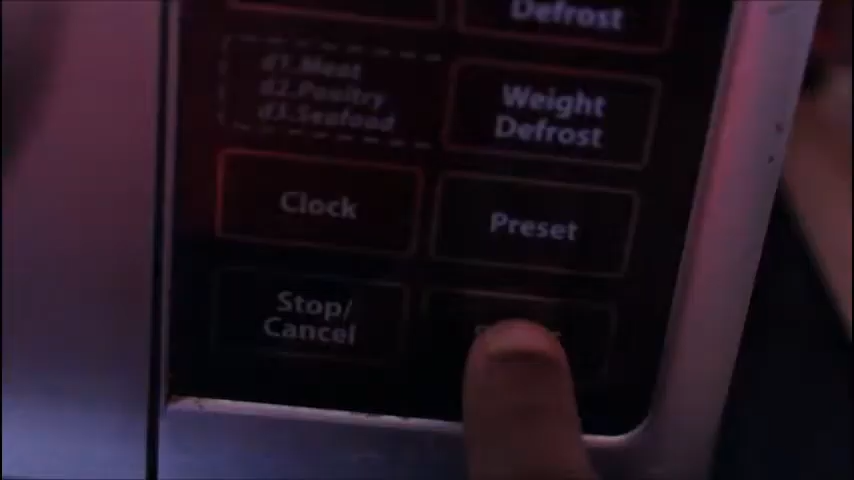 Defrost
d1.Meat
d2.Poultry
d3.Seafood
Weight
Defrost
Clock
Preset
Stop/
Cancel